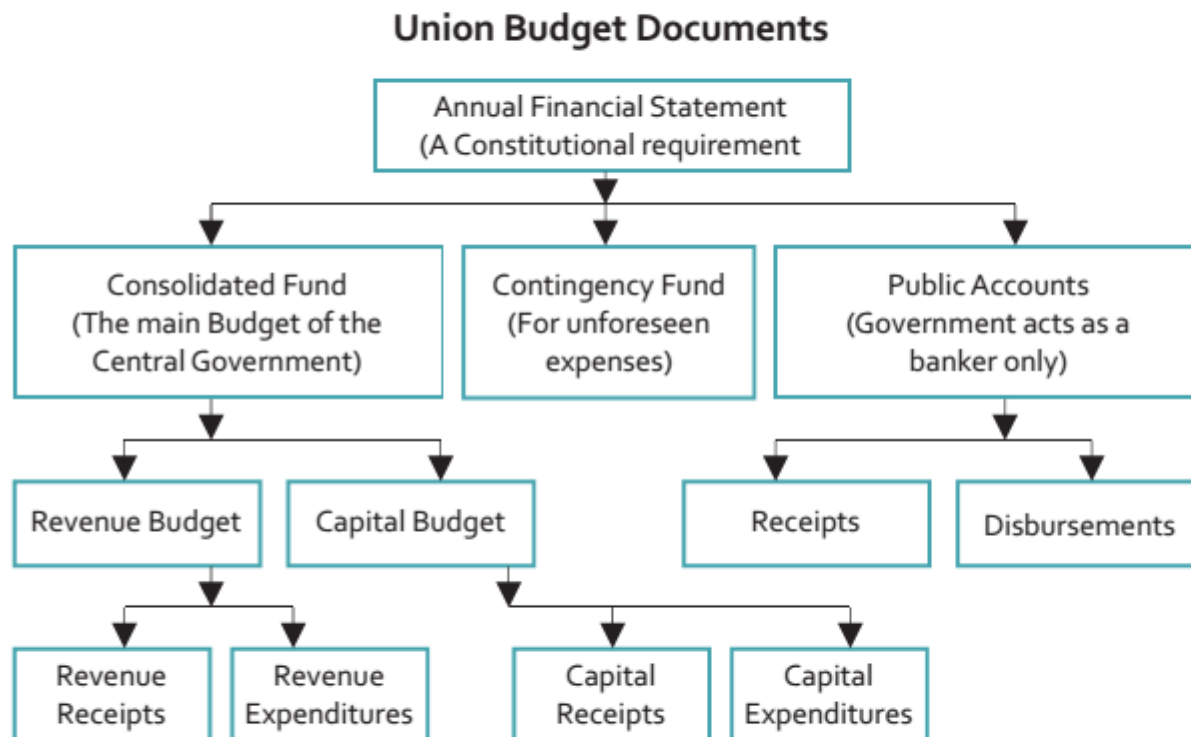 Union Budget Documents
Annual Financial Statement
(A Constitutional requirement
Consolidated Fund
(The main Budget of the
Central Government)
Contingency Fund
(For unforeseen
expenses)
Public Accounts
(Government acts as a
banker only)
Revenue Budget
Capital Budget
Receipts
Disbursements
Revenue
Receipts
Revenue
Expenditures
Capital
Receipts
Capital
Expenditures